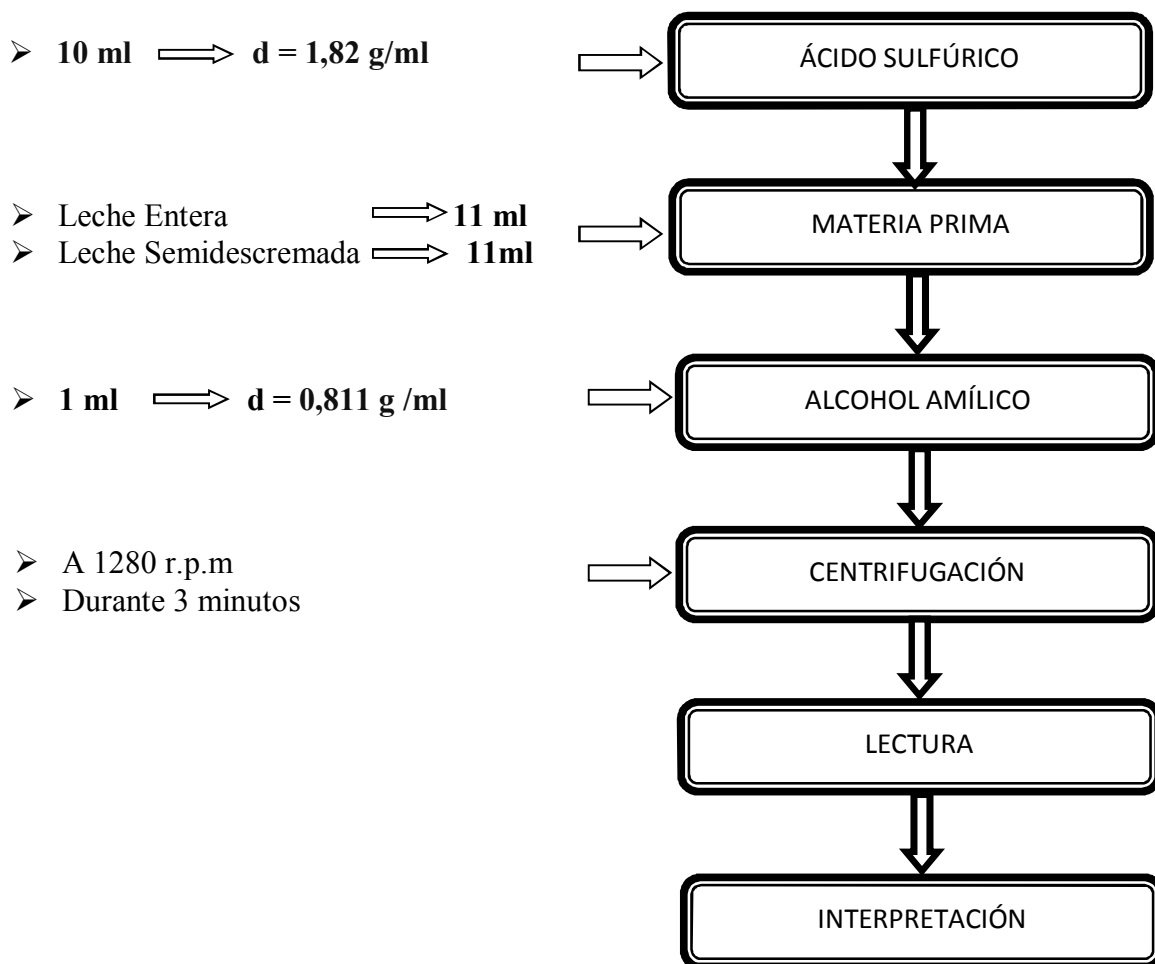 ➢ 10 ml ⟹ d = 1,82 g/ml
ÁCIDO SULFÚRICO
➢ Leche Entera ⟹ 11 ml
➢ Leche Semidescremada ⟹ 11ml
MATERIA PRIMA
➢ 1 ml ⟹ d = 0,811 g /ml
ALCOHOL AMÍLICO
➢ A 1280 r.p.m
➢ Durante 3 minutos
CENTRIFUGACIÓN
LECTURA
INTERPRETACIÓN